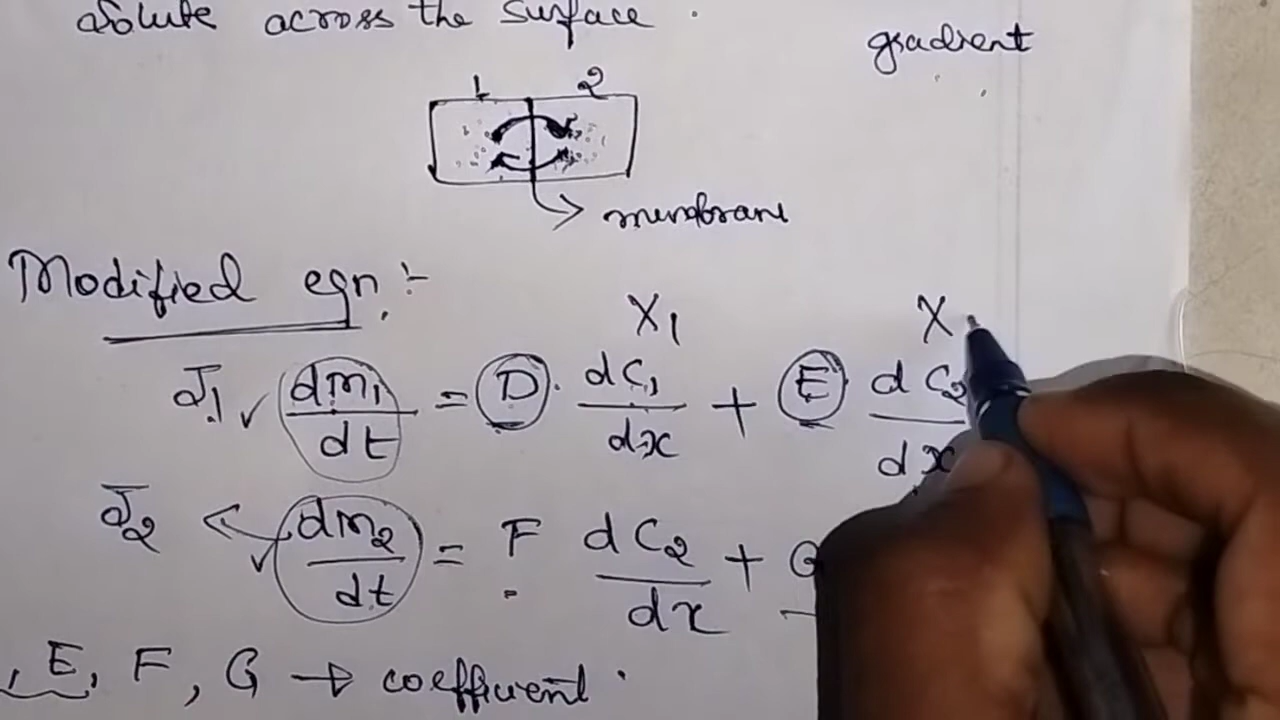 solute across the surface.
gradient
1 2
membrane
Modified eqn :-
X₁ X
J₁ ✓ dm₁/dt = D · dC₁/dx + E dC₂/dx
J₂ ← dm₂/dt = F dC₂/dx + G
, E, F, G → coefficient.